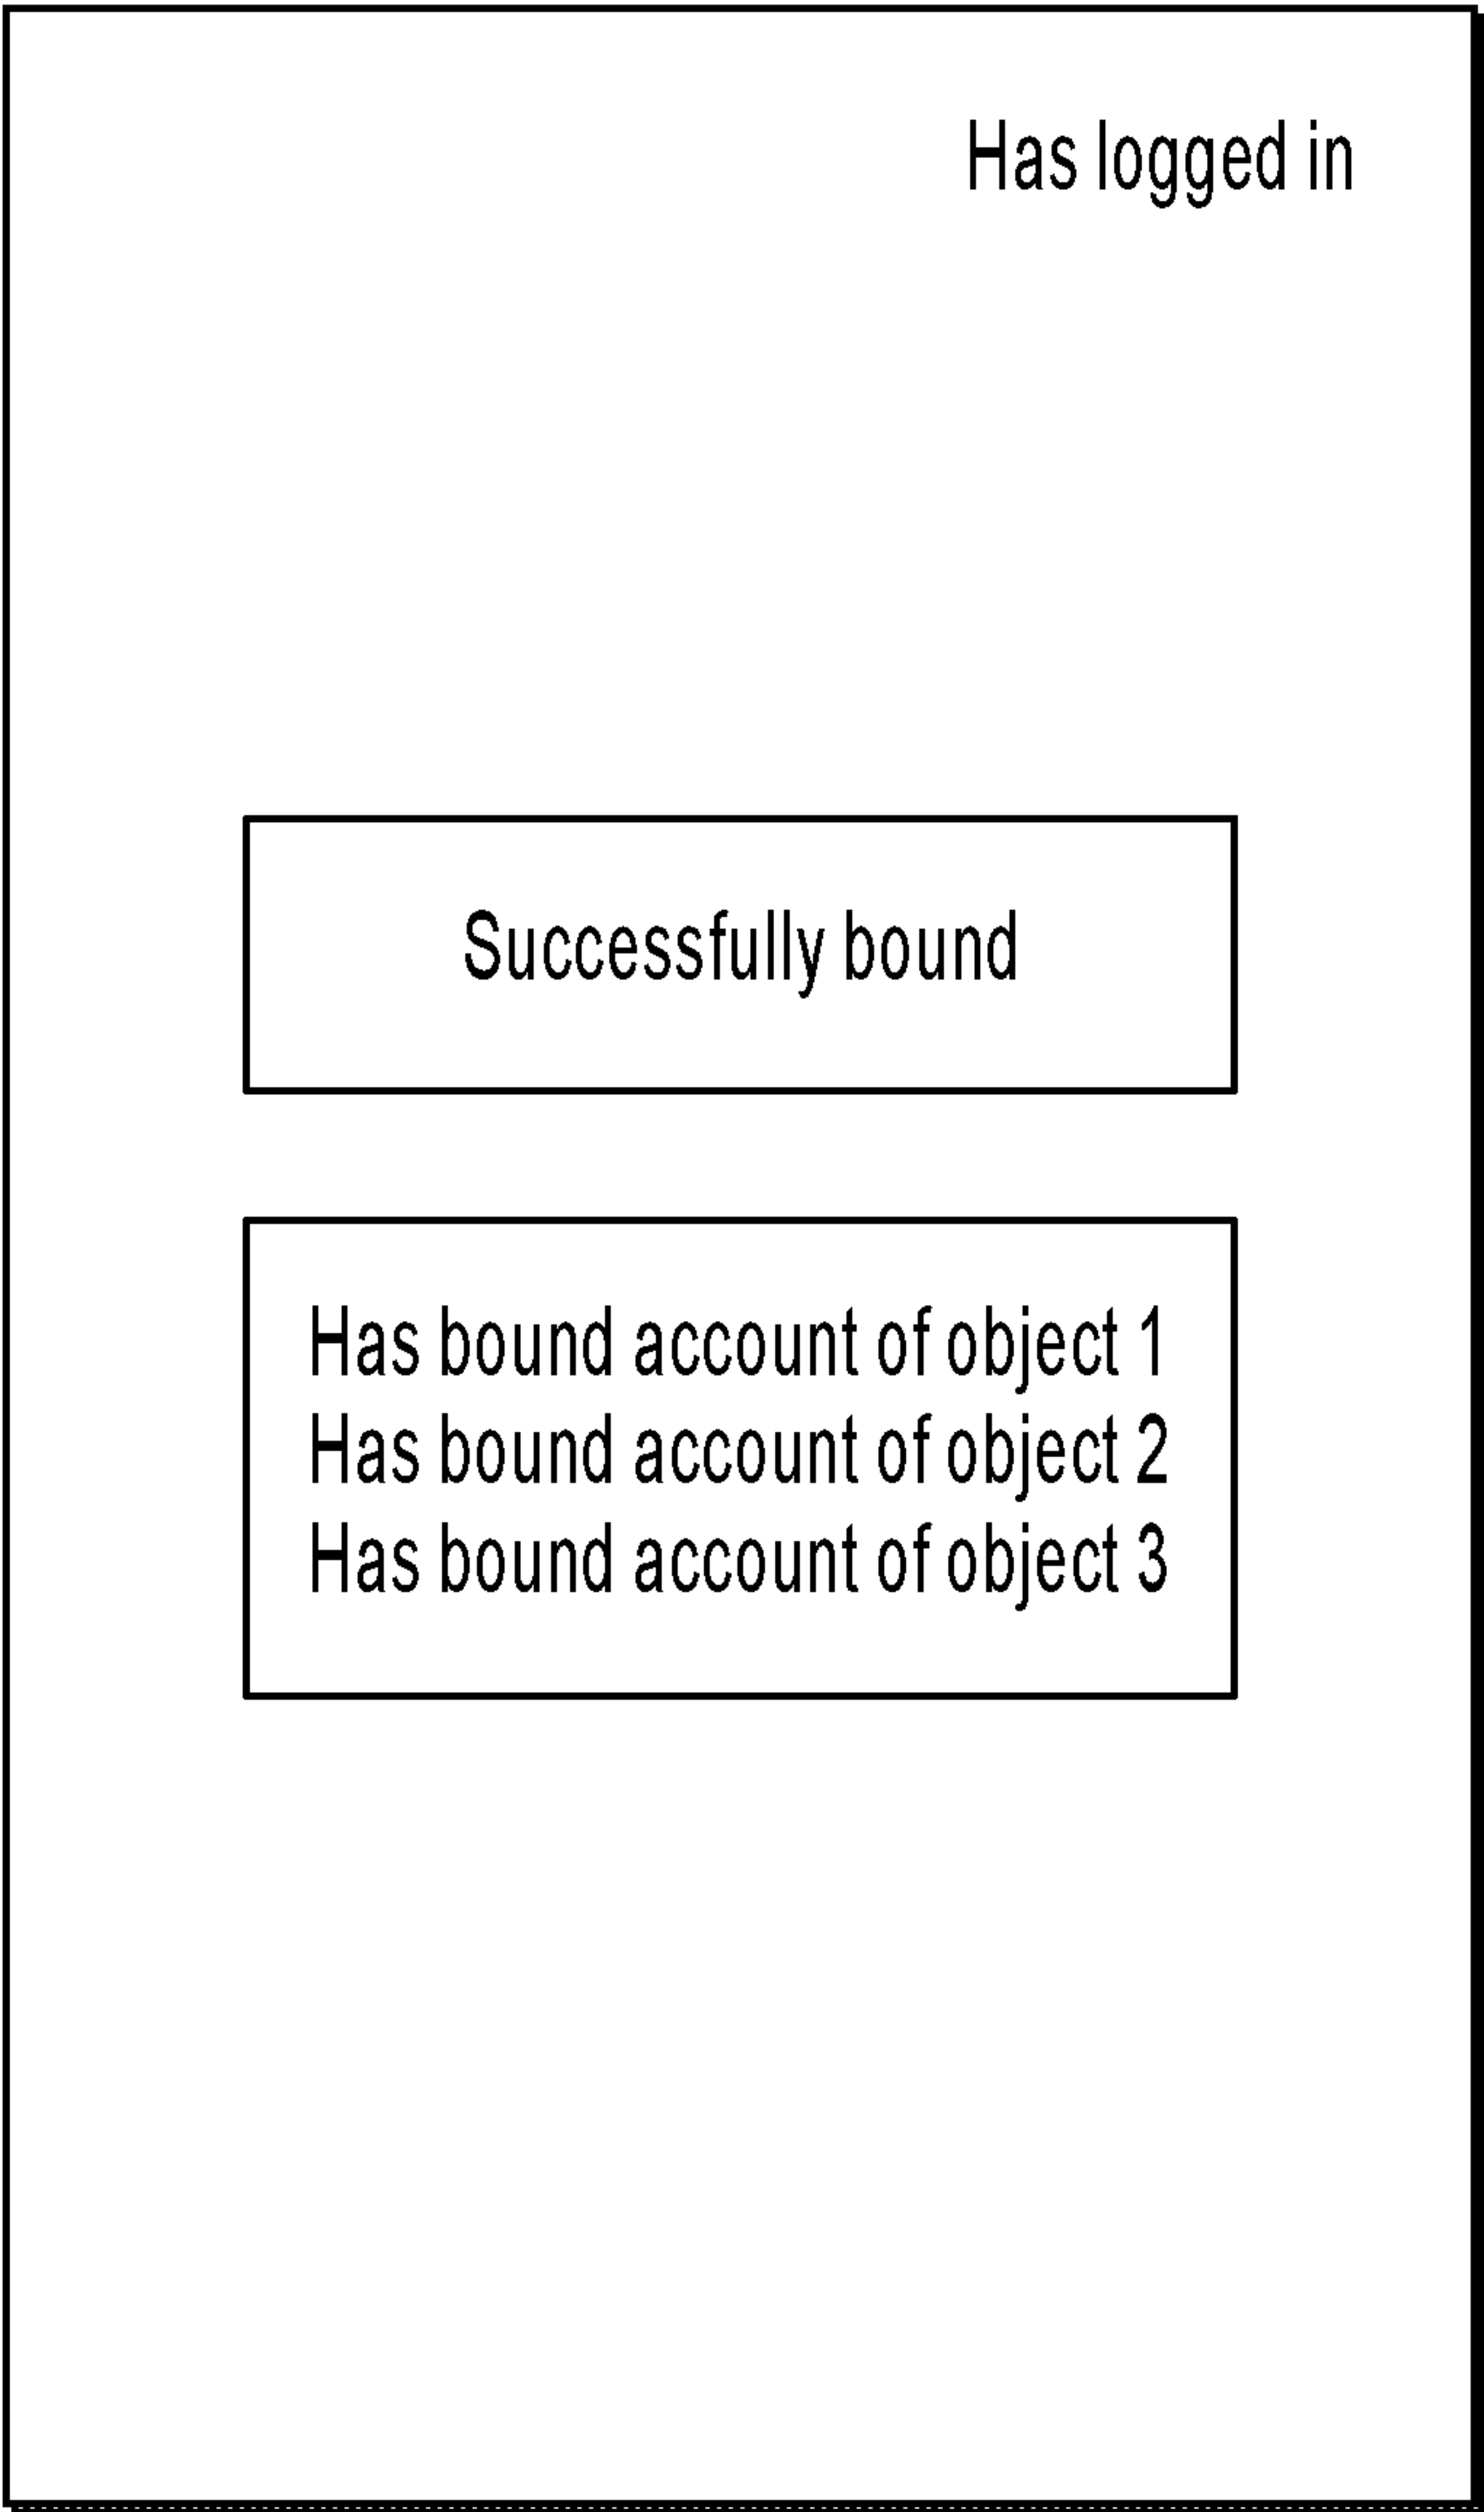 Has logged in
Successfully bound
Has bound account of object 1
Has bound account of object 2
Has bound account of object 3